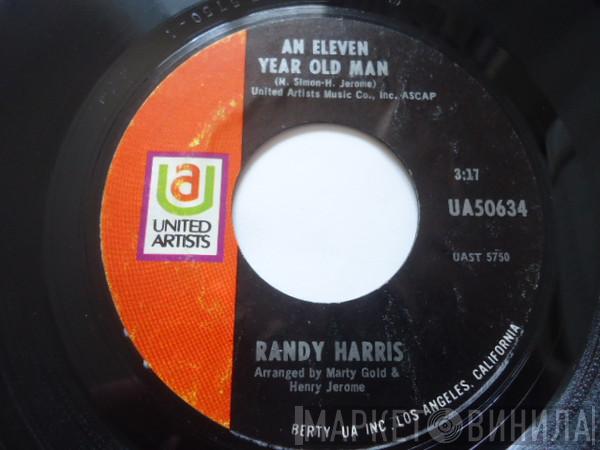 AN ELEVEN
YEAR OLD MAN
(N. Simon-H. Jerome)
United Artists Music Co., Inc. ASCAP
3:17
UA50634
UAST 5750
ua
UNITED
ARTISTS
RANDY HARRIS
Arranged by Marty Gold &
Henry Jerome
BERTY, UA INC., LOS ANGELES, CALIFORNIA
МАРКЕТ ВИНИЛА